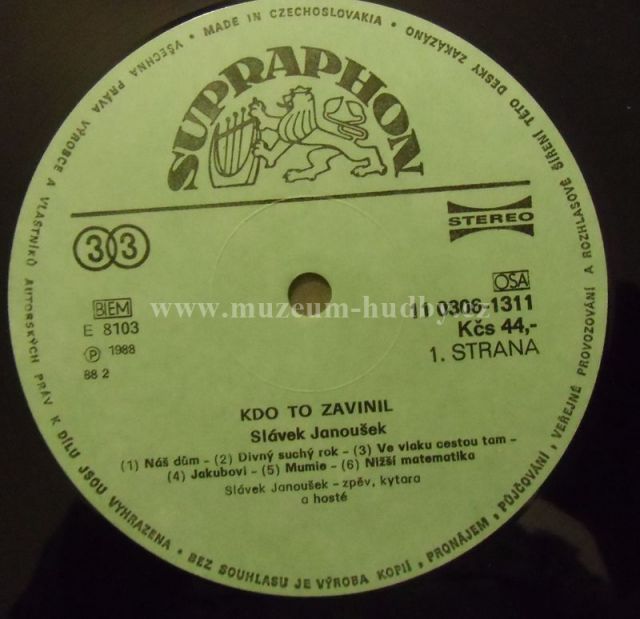 VŠECHNA PRÁVA VÝROBCE A VLASTNÍKŮ AUTORSKÝCH PRÁV K DÍLU JSOU VYHRAZENA • BEZ SOUHLASU JE VÝROBA KOPIÍ, PRONÁJEM, PŮJČOVÁNÍ, VEŘEJNÉ PROVOZOVÁNÍ A ROZHLASOVÉ ŠÍŘENÍ TÉTO DESKY ZAKÁZÁNO • MADE IN CZECHOSLOVAKIA •
SUPRAPHON
33
STEREO
BIEM
OSA
www.muzeum-hudby.cz
E 8103
11 0306-1311
Kčs 44,-
Ⓟ 1988
1. STRANA
88 2
KDO TO ZAVINIL
Slávek Janoušek
(1) Náš dům - (2) Divný suchý rok - (3) Ve vlaku cestou tam -
(4) Jakubovi - (5) Mumie - (6) Nižší matematika
Slávek Janoušek - zpěv, kytara
a hosté